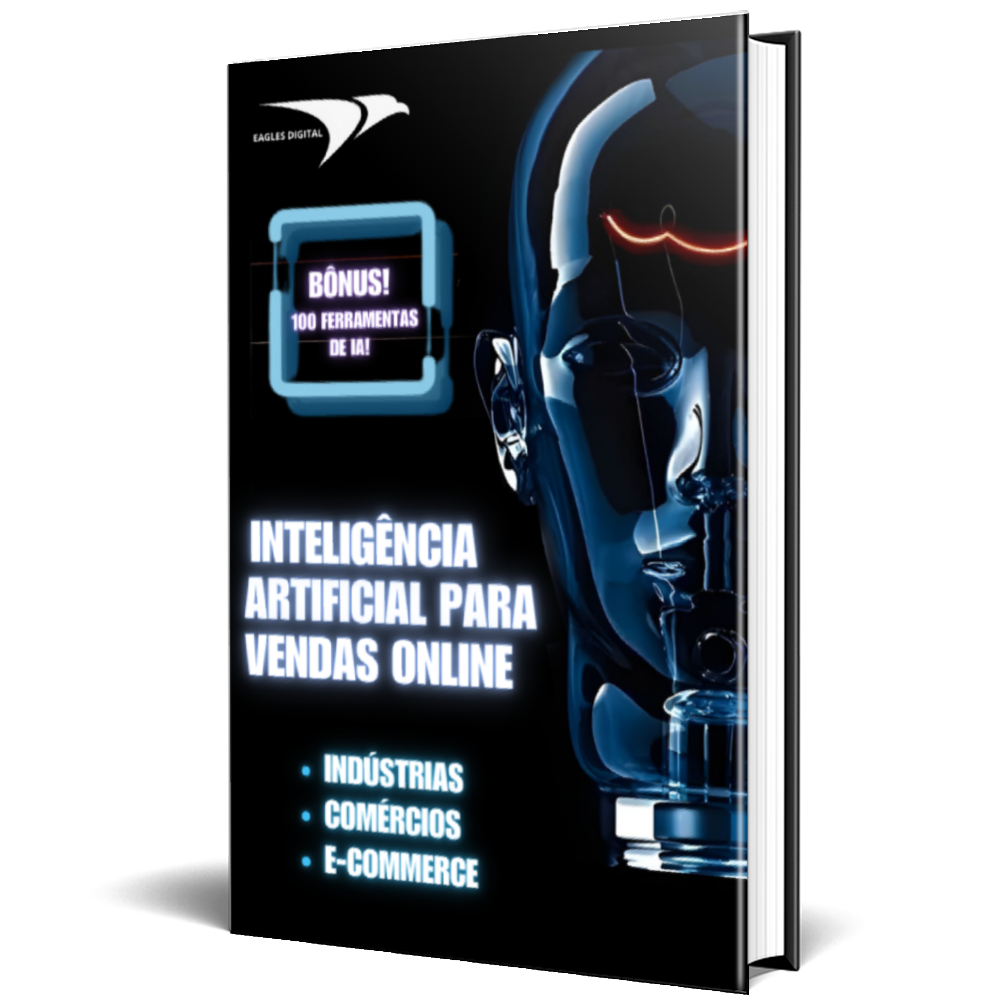 EAGLES DIGITAL
BÔNUS!
100 FERRAMENTAS
DE IA!
INTELIGÊNCIA
ARTIFICIAL PARA
VENDAS ONLINE
• INDÚSTRIAS
• COMÉRCIOS
• E-COMMERCE